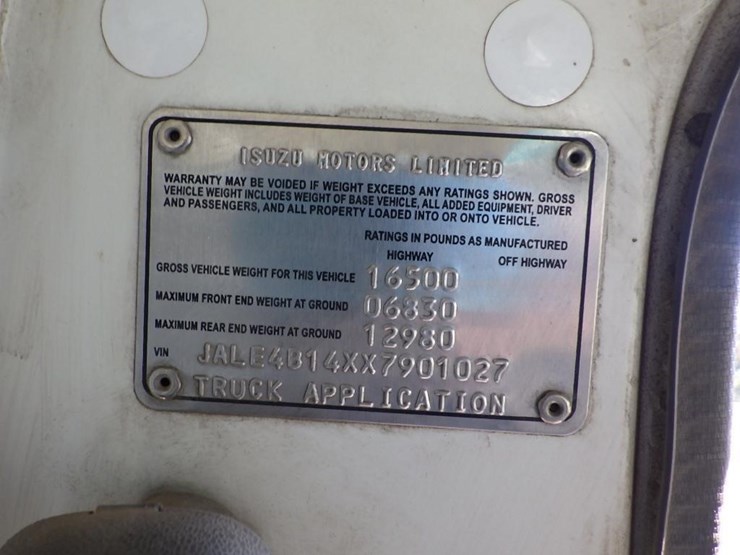 ISUZU MOTORS LIMITED
WARRANTY MAY BE VOIDED IF WEIGHT EXCEEDS ANY RATINGS SHOWN. GROSS
VEHICLE WEIGHT INCLUDES WEIGHT OF BASE VEHICLE, ALL ADDED EQUIPMENT, DRIVER
AND PASSENGERS, AND ALL PROPERTY LOADED INTO OR ONTO VEHICLE.
RATINGS IN POUNDS AS MANUFACTURED
HIGHWAY OFF HIGHWAY
GROSS VEHICLE WEIGHT FOR THIS VEHICLE 16500
MAXIMUM FRONT END WEIGHT AT GROUND 06830
MAXIMUM REAR END WEIGHT AT GROUND 12980
VIN JALE4B14XX7901027
TRUCK APPLICATION